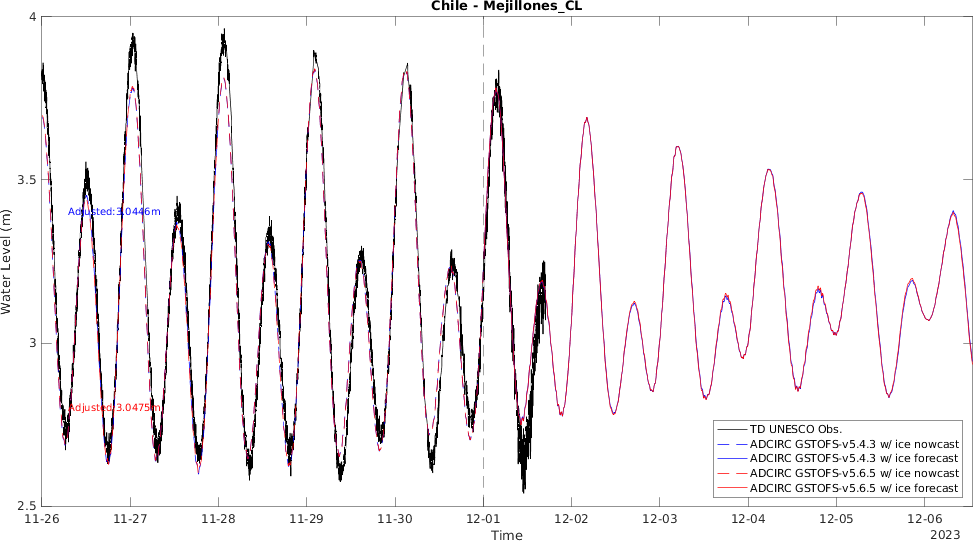 Chile - Mejillones_CL
4
3.5
3
2.5
Water Level (m)
Adjusted:3.0446m
Adjusted:3.0475m
TD UNESCO Obs.
ADCIRC GSTOFS-v5.4.3 w/ ice nowcast
ADCIRC GSTOFS-v5.4.3 w/ ice forecast
ADCIRC GSTOFS-v5.6.5 w/ ice nowcast
ADCIRC GSTOFS-v5.6.5 w/ ice forecast
11-26 11-27 11-28 11-29 11-30 12-01 12-02 12-03 12-04 12-05 12-06
Time
2023